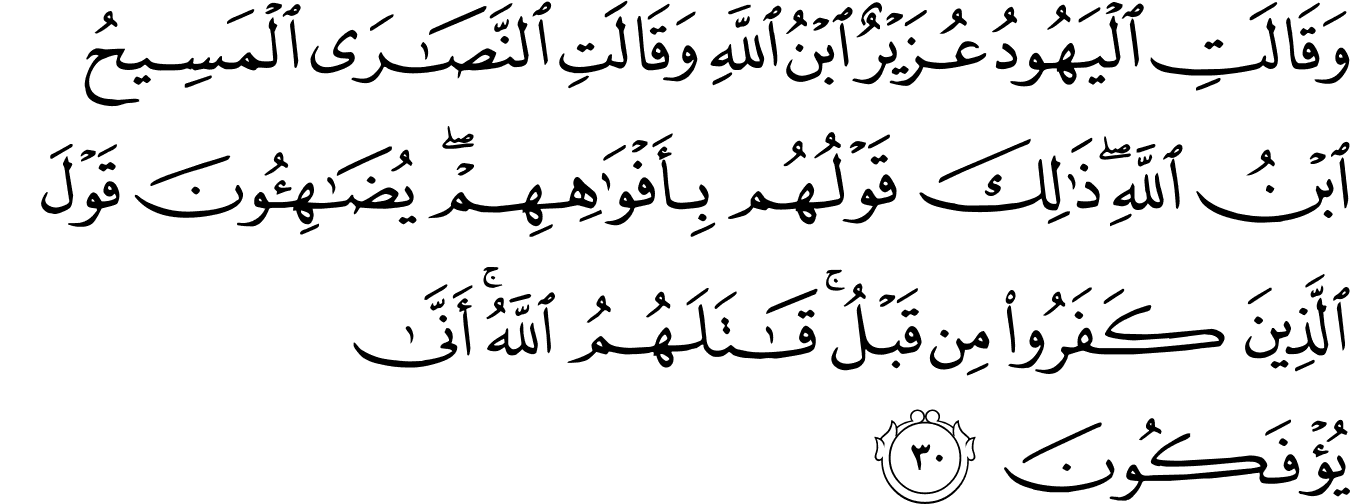 وَقَالَتِ ٱلْيَهُودُ عُزَيْرٌ ٱبْنُ ٱللَّهِ وَقَالَتِ ٱلنَّصَـٰرَى ٱلْمَسِيحُ
ٱبْنُ ٱللَّهِ ۖ ذَٰلِكَ قَوْلُهُم بِأَفْوَٰهِهِمْ ۖ يُضَـٰهِـُٔونَ قَوْلَ
ٱلَّذِينَ كَفَرُوا۟ مِن قَبْلُ ۚ قَـٰتَلَهُمُ ٱللَّهُ ۚ أَنَّىٰ
يُؤْفَكُونَ ٣٠